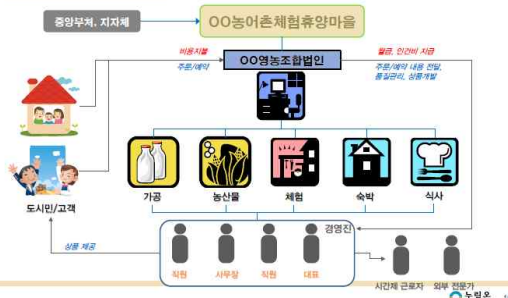 중앙부처, 지자체
OO농어촌체험휴양마을
비용지불
주문/예약
OO영농조합법인
월급, 인건비 지급
주문/예약 내용 전달,
품질관리, 상품개발
가공
농산물
체험
숙박
식사
도시민/고객
경영진
상품 제공
직원
사무장
직원
대표
시간제 근로자
외부 전문가
누림온